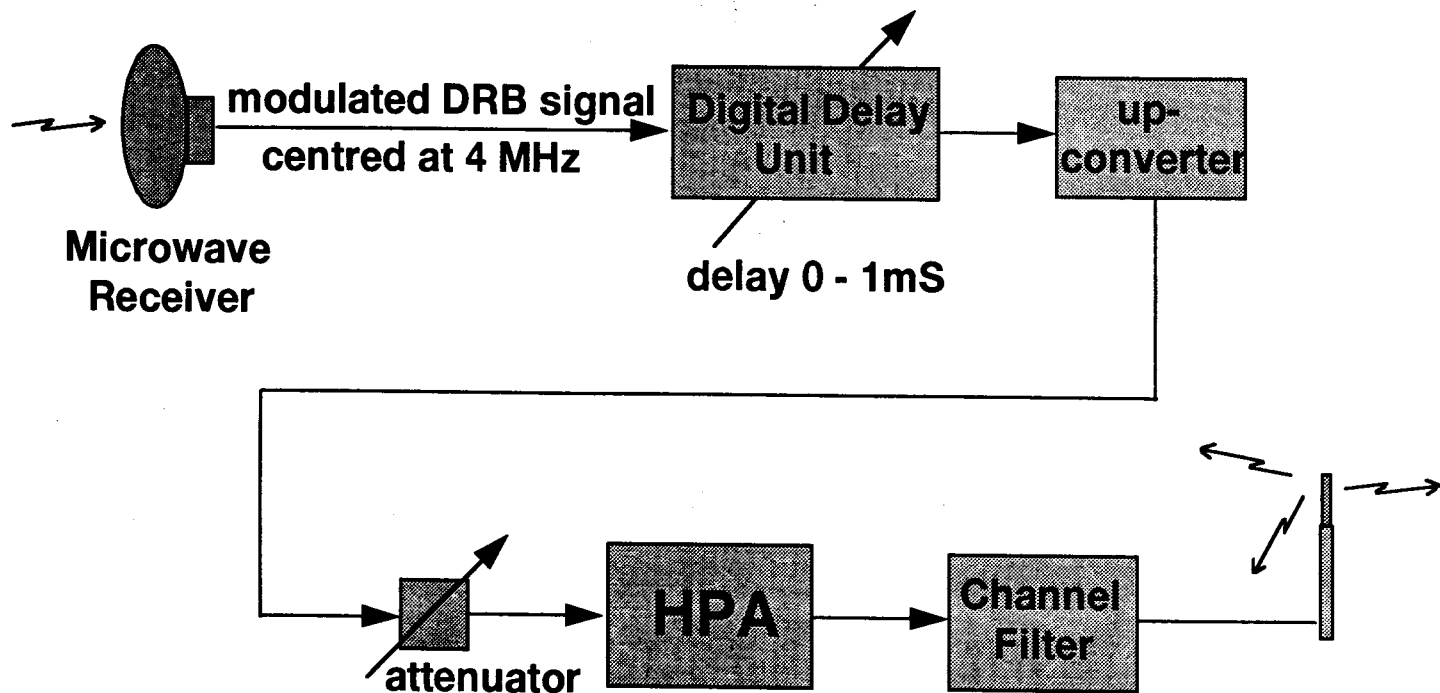 modulated DRB signal
centred at 4 MHz
Microwave
Receiver
Digital Delay
Unit
delay 0 - 1mS
up-
converter
attenuator
HPA
Channel
Filter